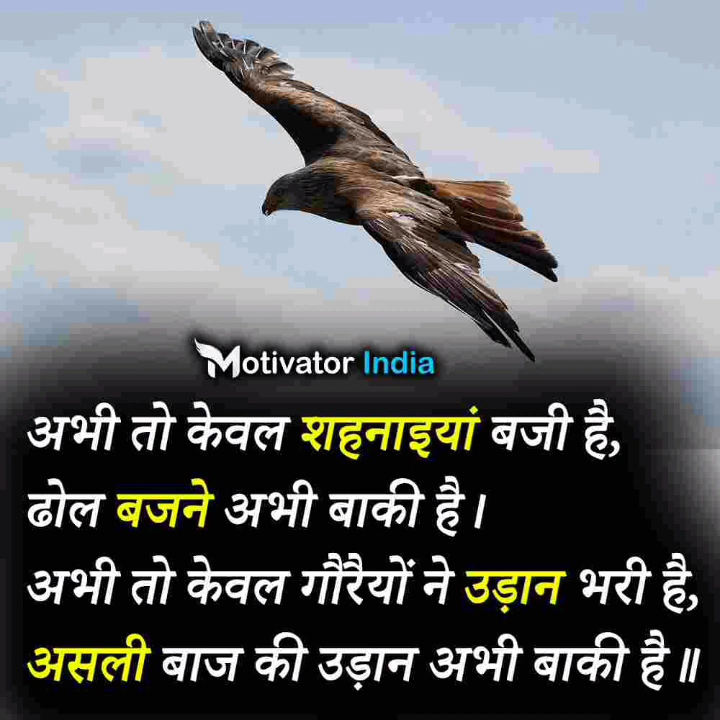 Motivator India
अभी तो केवल शहनाइयां बजी है,
ढोल बजने अभी बाकी है।
अभी तो केवल गौरैयों ने उड़ान भरी है,
असली बाज की उड़ान अभी बाकी है॥